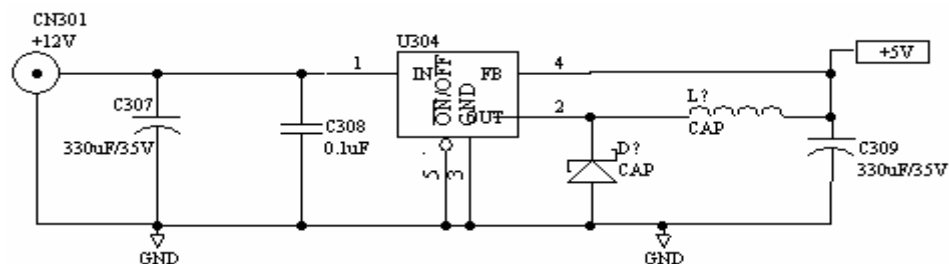 CN301
+12V
C307
330uF/35V
C308
0.1uF
1
U304
IN
ON/OFF
GND
FB
OUT
5
3
4
2
D?
CAP
L?
CAP
+5V
C309
330uF/35V
GND
GND